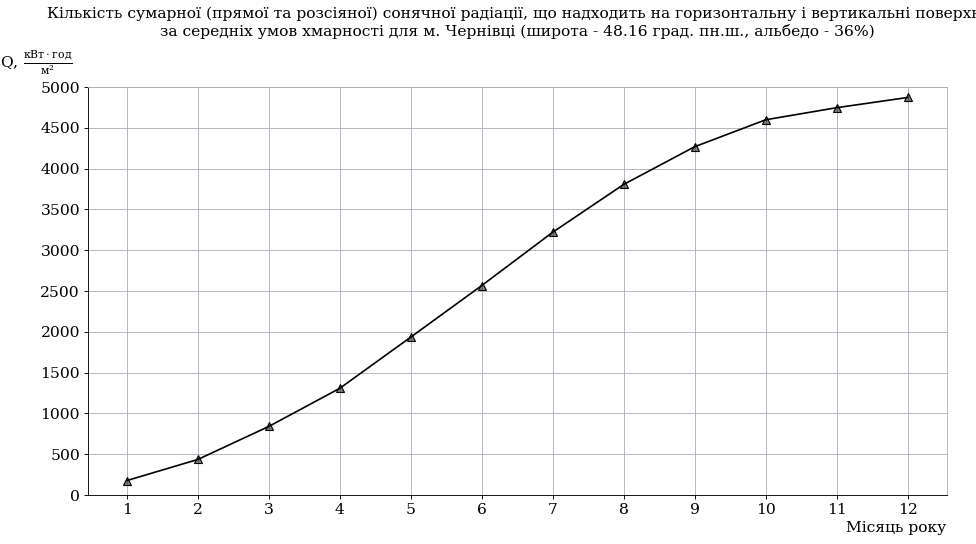 Кількість сумарної (прямої та розсіяної) сонячної радіації, що надходить на горизонтальну і вертикальні поверхн
за середніх умов хмарності для м. Чернівці (широта - 48.16 град. пн.ш., альбедо - 36%)
Q, кВт · год
м²
5000
4500
4000
3500
3000
2500
2000
1500
1000
500
0
1 2 3 4 5 6 7 8 9 10 11 12
Місяць року